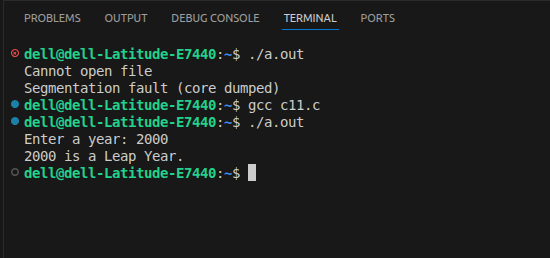 PROBLEMS OUTPUT DEBUG CONSOLE TERMINAL PORTS
dell@dell-Latitude-E7440:~$ ./a.out
Cannot open file
Segmentation fault (core dumped)
dell@dell-Latitude-E7440:~$ gcc c11.c
dell@dell-Latitude-E7440:~$ ./a.out
Enter a year: 2000
2000 is a Leap Year.
dell@dell-Latitude-E7440:~$